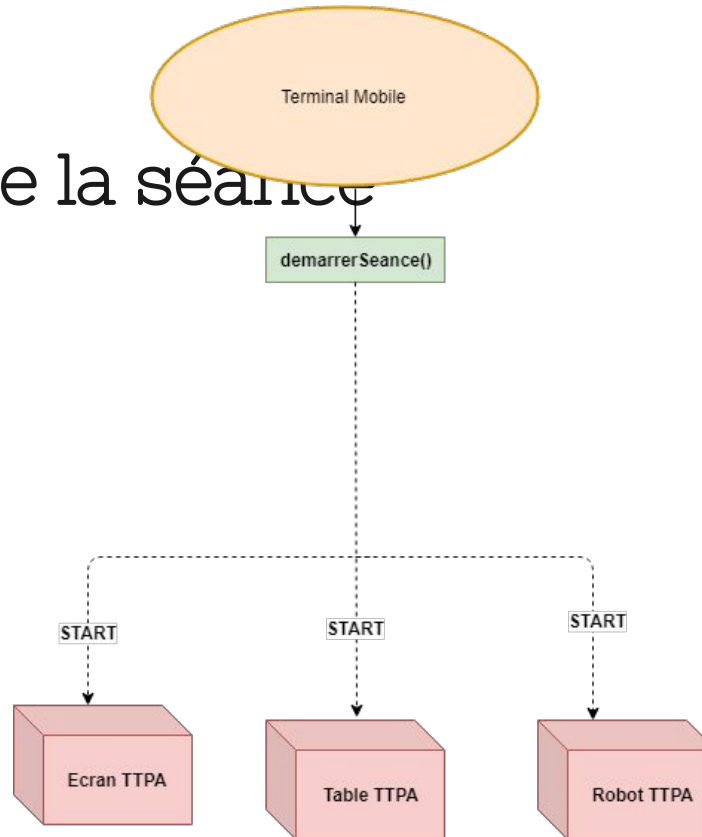 Terminal Mobile
e la séance
demarrerSeance()
START
START
START
Ecran TTPA
Table TTPA
Robot TTPA